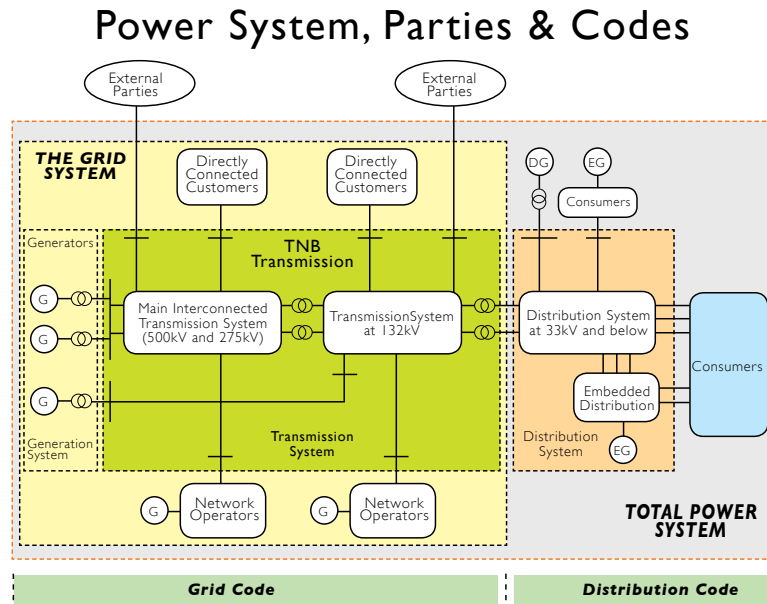 Power System, Parties & Codes
External
Parties
External
Parties
THE GRID
SYSTEM
Directly
Connected
Customers
Directly
Connected
Customers
DG
EG
Consumers
Generators
TNB
Transmission
G
G
G
Main Interconnected
Transmission System
(500kV and 275kV)
TransmissionSystem
at 132kV
Distribution System
at 33kV and below
Consumers
Embedded
Distribution
EG
Generation
System
Transmission
System
Distribution
System
G
Network
Operators
G
Network
Operators
TOTAL POWER
SYSTEM
Grid Code
Distribution Code